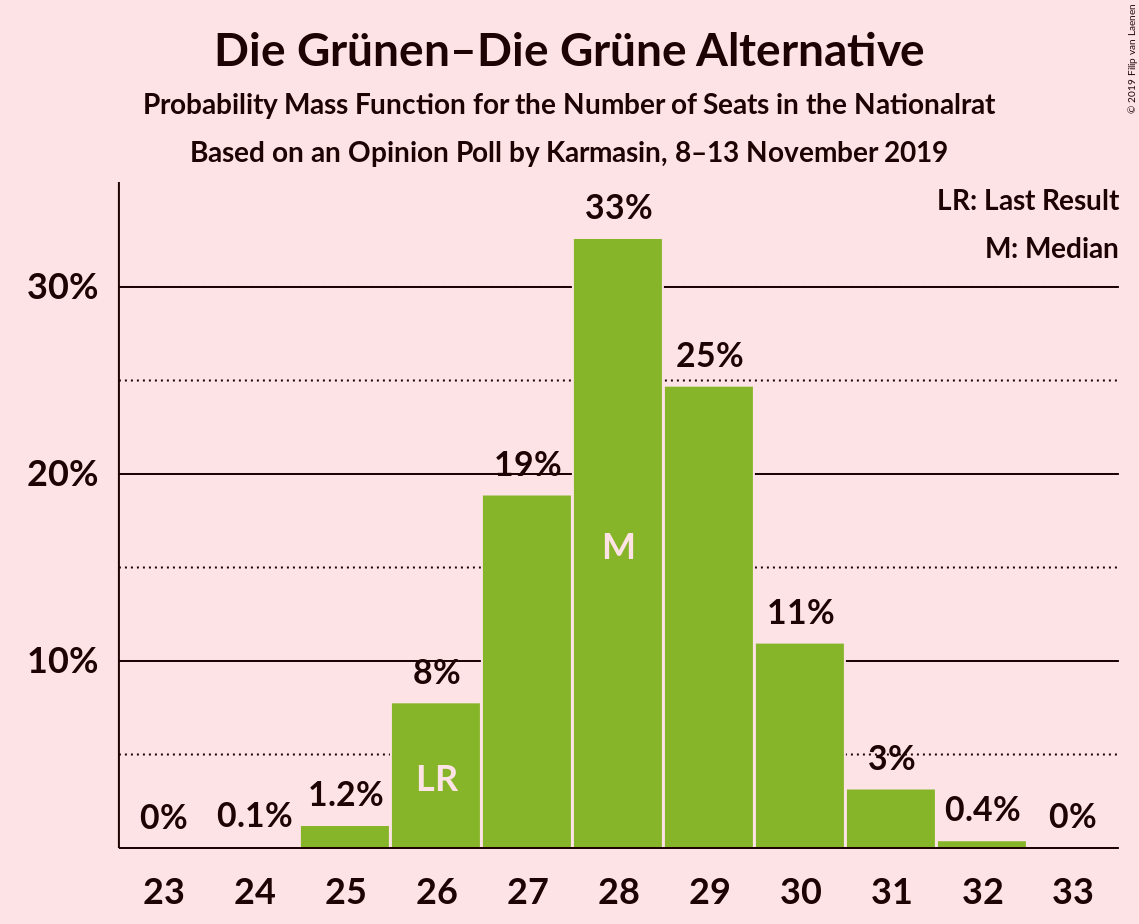 Die Grünen–Die Grüne Alternative
Probability Mass Function for the Number of Seats in the Nationalrat
Based on an Opinion Poll by Karmasin, 8–13 November 2019
© 2019 Filip van Laenen
LR: Last Result
M: Median
33%
30%
25%
20%
19%
M
11%
10%
8%
LR
3%
1.2%
0%
0.1%
0.4%
0%
23 24 25 26 27 28 29 30 31 32 33